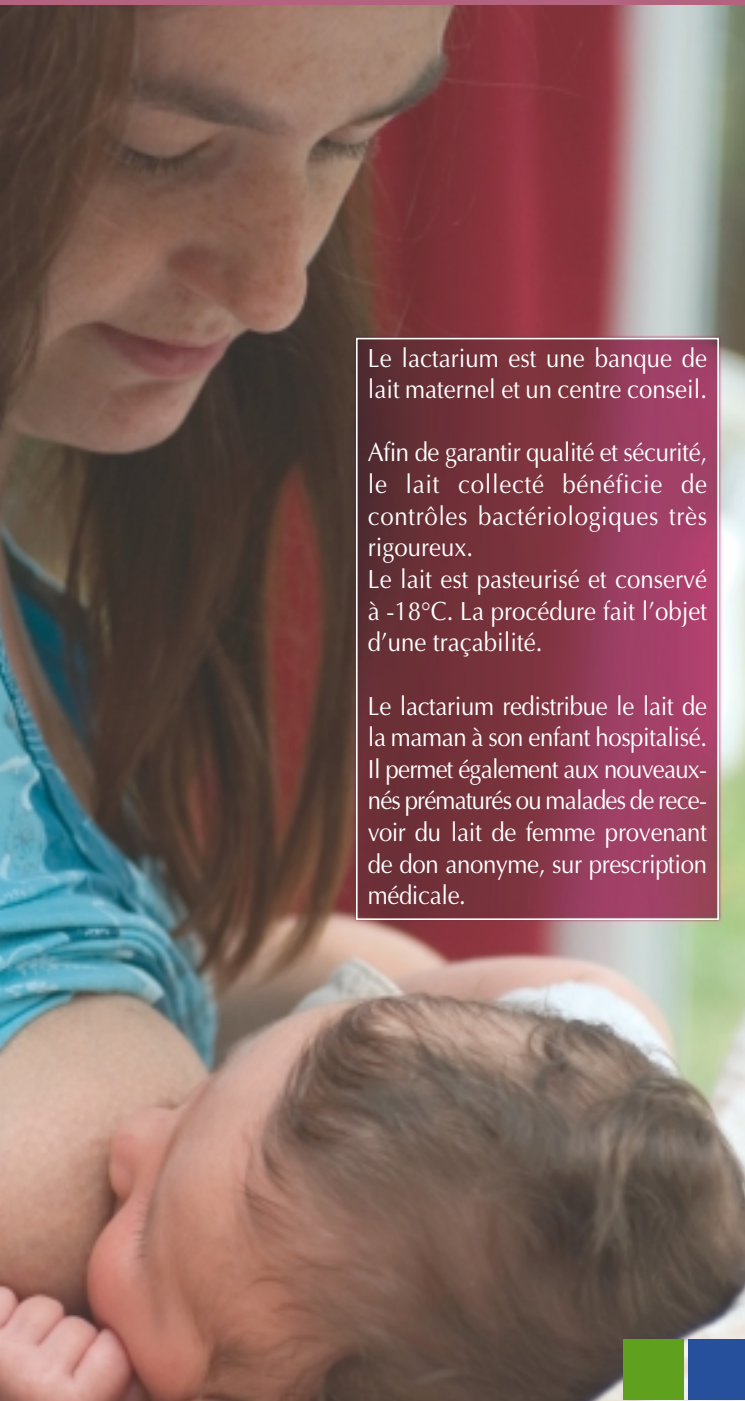 Le lactarium est une banque de
lait maternel et un centre conseil.
Afin de garantir qualité et sécurité,
le lait collecté bénéficie de
contrôles bactériologiques très
rigoureux.
Le lait est pasteurisé et conservé
à -18°C. La procédure fait l’objet
d’une traçabilité.
Le lactarium redistribue le lait de
la maman à son enfant hospitalisé.
Il permet également aux nouveaux-
nés prématurés ou malades de rece-
voir du lait de femme provenant
de don anonyme, sur prescription
médicale.